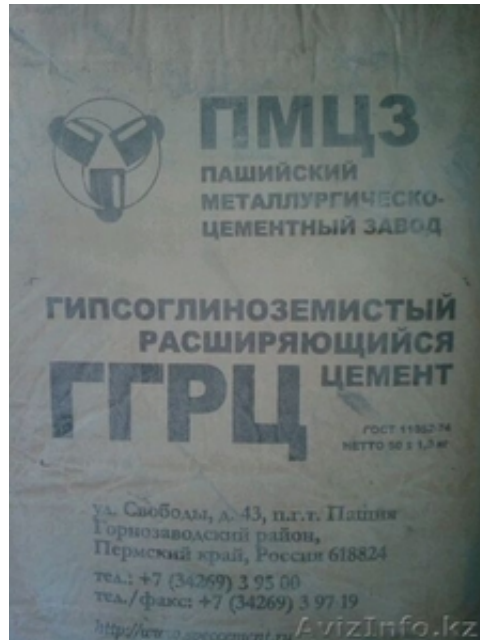 ПМЦЗ
ПАШИЙСКИЙ
МЕТАЛЛУРГИЧЕСКО-
ЦЕМЕНТНЫЙ ЗАВОД
ГИПСОГЛИНОЗЕМИСТЫЙ
РАСШИРЯЮЩИЙСЯ
ЦЕМЕНТ
ГГРЦ
ГОСТ 11052-74
НЕТТО 50 ± 1,0 кг
ул. Свободы, д. 43, п.г.т. Пашия
Горнозаводский район,
Пермский край, Россия 618824
тел.: +7 (34269) 3 95 00
тел./факс: +7 (34269) 3 97 19
AvizInfo.kz